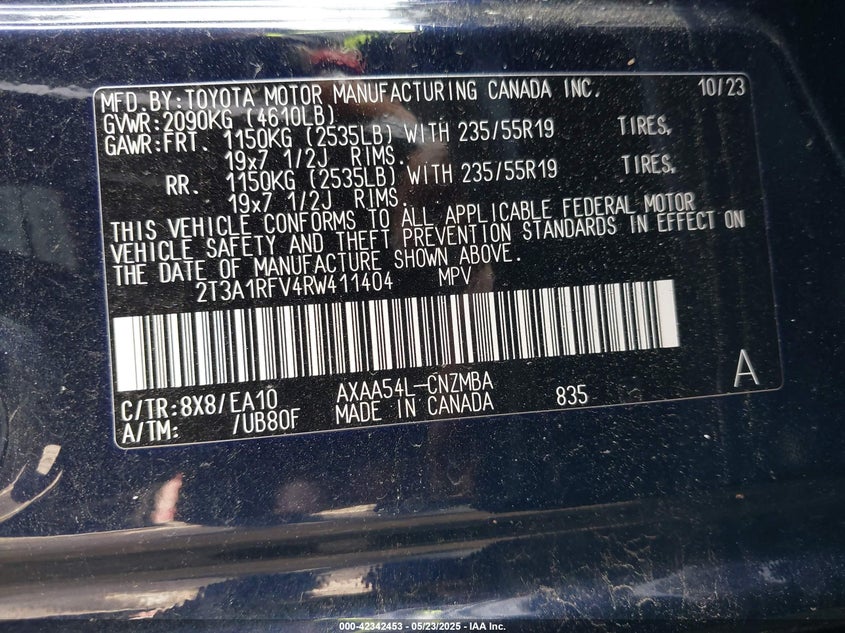 MFD.BY:TOYOTA MOTOR MANUFACTURING CANADA INC. 10/23
GVWR:2090KG (4610LB)
GAWR:FRT. 1150KG (2535LB) WITH 235/55R19 TIRES,
19x7 1/2J RIMS.
RR. 1150KG (2535LB) WITH 235/55R19 TIRES,
19x7 1/2J RIMS.
THIS VEHICLE CONFORMS TO ALL APPLICABLE FEDERAL MOTOR
VEHICLE SAFETY AND THEFT PREVENTION STANDARDS IN EFFECT ON
THE DATE OF MANUFACTURE SHOWN ABOVE.
2T3A1RFV4RW411404 MPV
C/TR:8X8/EA10 AXAA54L-CNZMBA 835 A
A/TM: /UB80F MADE IN CANADA
000-42342453 - 05/23/2025 - IAA Inc.